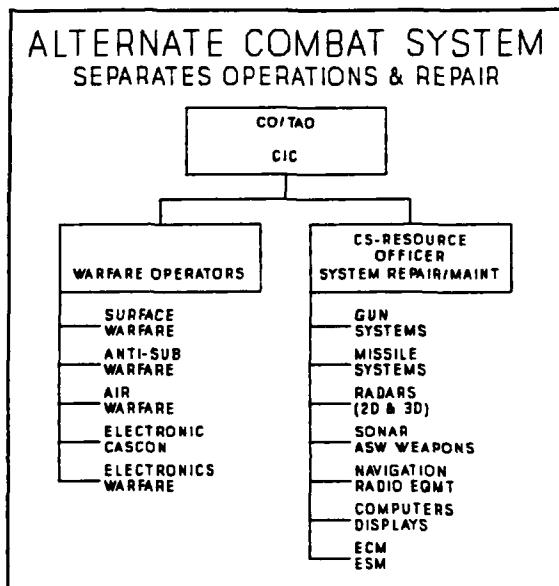 ALTERNATE COMBAT SYSTEM
SEPARATES OPERATIONS & REPAIR
CO/TAO
CIC
WARFARE OPERATORS
SURFACE
WARFARE
ANTI-SUB
WARFARE
AIR
WARFARE
ELECTRONIC
CASCON
ELECTRONICS
WARFARE
CS-RESOURCE
OFFICER
SYSTEM REPAIR/MAINT
GUN
SYSTEMS
MISSILE
SYSTEMS
RADARS
(2D & 3D)
SONAR
ASW WEAPONS
NAVIGATION
RADIO EQMT
COMPUTERS
DISPLAYS
ECM
ESM